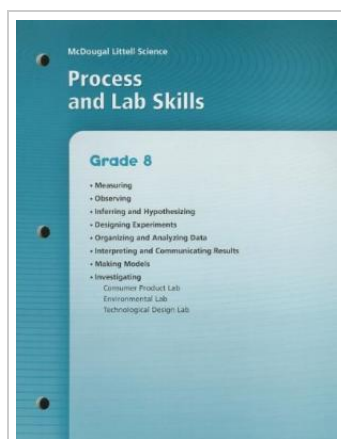 McDougal Littell Science
Process
and Lab Skills
Grade 8
• Measuring
• Observing
• Inferring and Hypothesizing
• Designing Experiments
• Organizing and Analyzing Data
• Interpreting and Communicating Results
• Making Models
• Investigating
Consumer Product Lab
Environmental Lab
Technological Design Lab